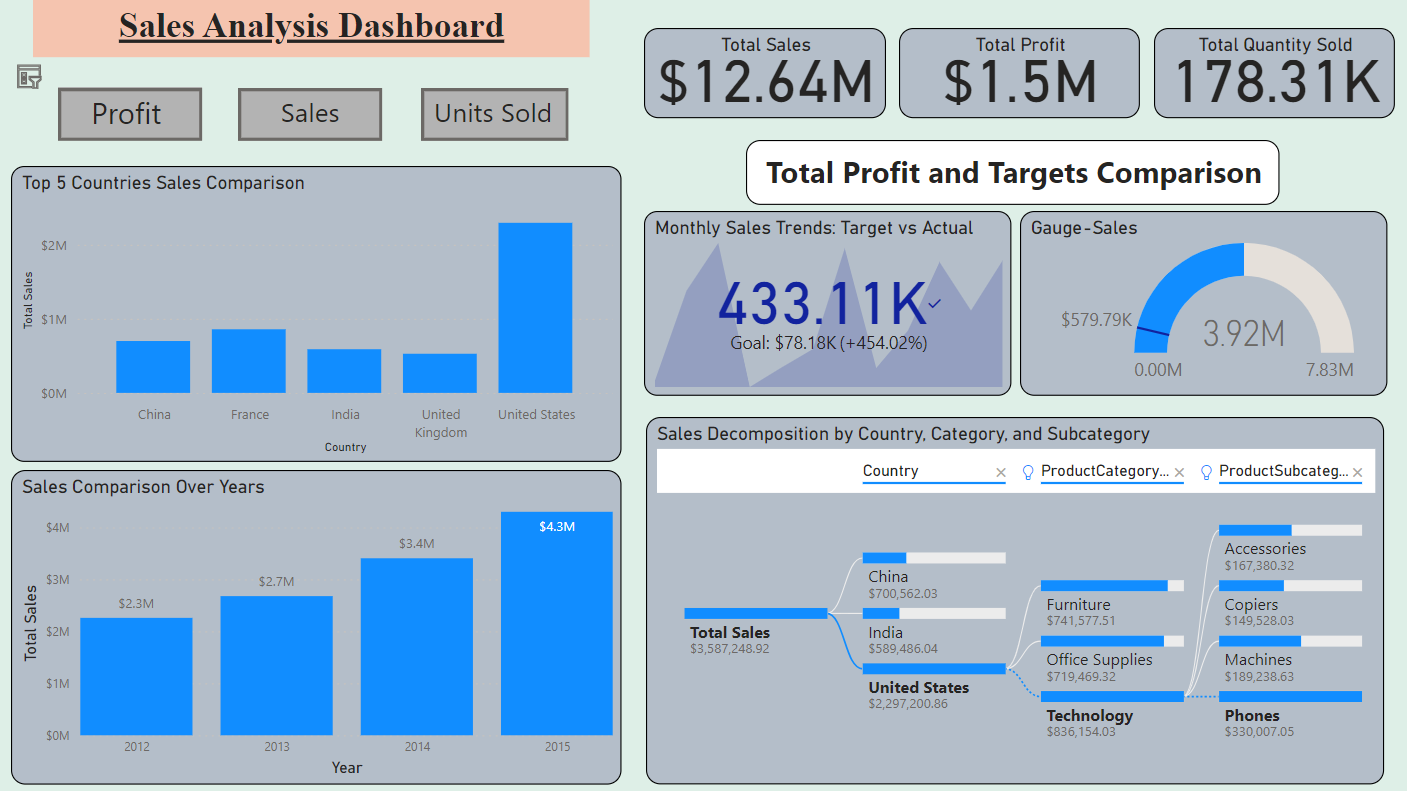 Sales Analysis Dashboard
Profit
Sales
Units Sold
Total Sales
$12.64M
Total Profit
$1.5M
Total Quantity Sold
178.31K
Top 5 Countries Sales Comparison
Total Sales
$2M
$1M
$0M
China
France
India
United
Kingdom
United States
Country
Sales Comparison Over Years
Total Sales
$4M
$3M
$2M
$1M
$0M
$2.3M
$2.7M
$3.4M
$4.3M
2012
2013
2014
2015
Year
Total Profit and Targets Comparison
Monthly Sales Trends: Target vs Actual
433.11K
Goal: $78.18K (+454.02%)
Gauge-Sales
$579.79K
3.92M
0.00M
7.83M
Sales Decomposition by Country, Category, and Subcategory
Country
ProductCategory...
ProductSubcateg...
Total Sales
$3,587,248.92
China
$700,562.03
India
$589,486.04
United States
$2,297,200.86
Furniture
$741,577.51
Office Supplies
$719,469.32
Technology
$836,154.03
Accessories
$167,380.32
Copiers
$149,528.03
Machines
$189,238.63
Phones
$330,007.05